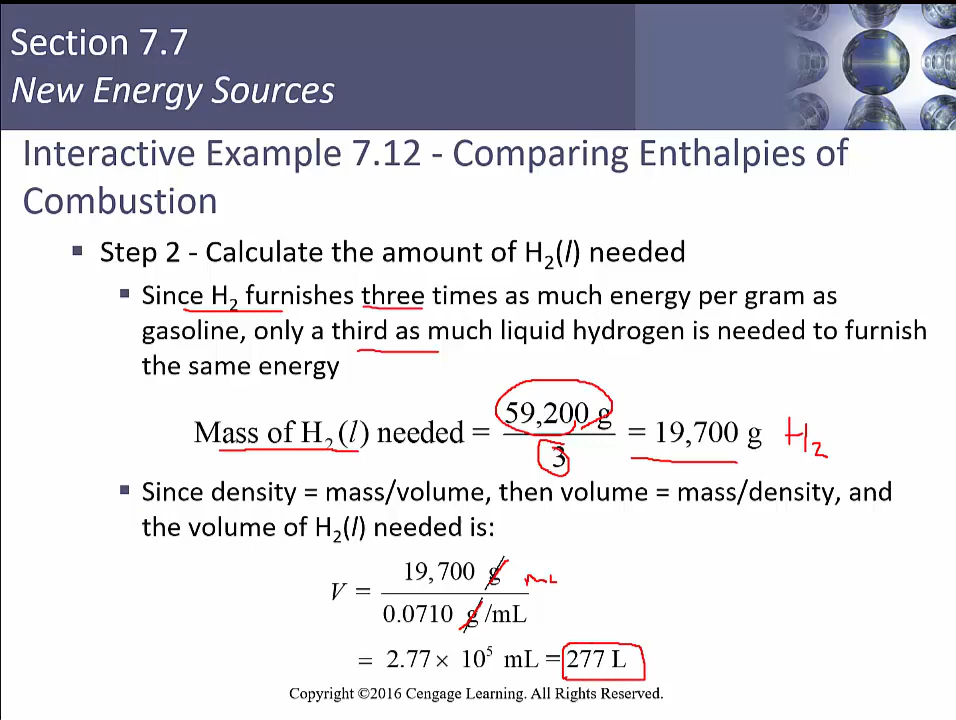 Section 7.7
New Energy Sources
Interactive Example 7.12 - Comparing Enthalpies of
Combustion
▪ Step 2 - Calculate the amount of H₂(l) needed
▪ Since H₂ furnishes three times as much energy per gram as
gasoline, only a third as much liquid hydrogen is needed to furnish
the same energy
Mass of H₂(l) needed = 59,200 g / 3 = 19,700 g H₂
▪ Since density = mass/volume, then volume = mass/density, and
the volume of H₂(l) needed is:
V = 19,700 g mL / 0.0710 g /mL
= 2.77 × 10⁵ mL = 277 L
Copyright ©2016 Cengage Learning. All Rights Reserved.